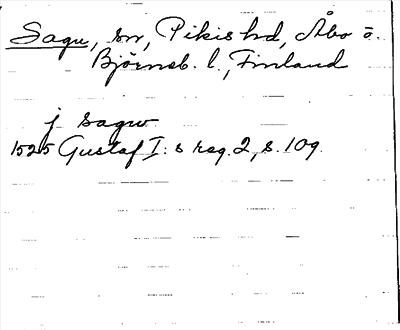 Sagu, sn, Pikis hd, Åbo o.
Björneb. l., Finland
j sagw
1525 Gustaf I:s reg. 2, s. 109.